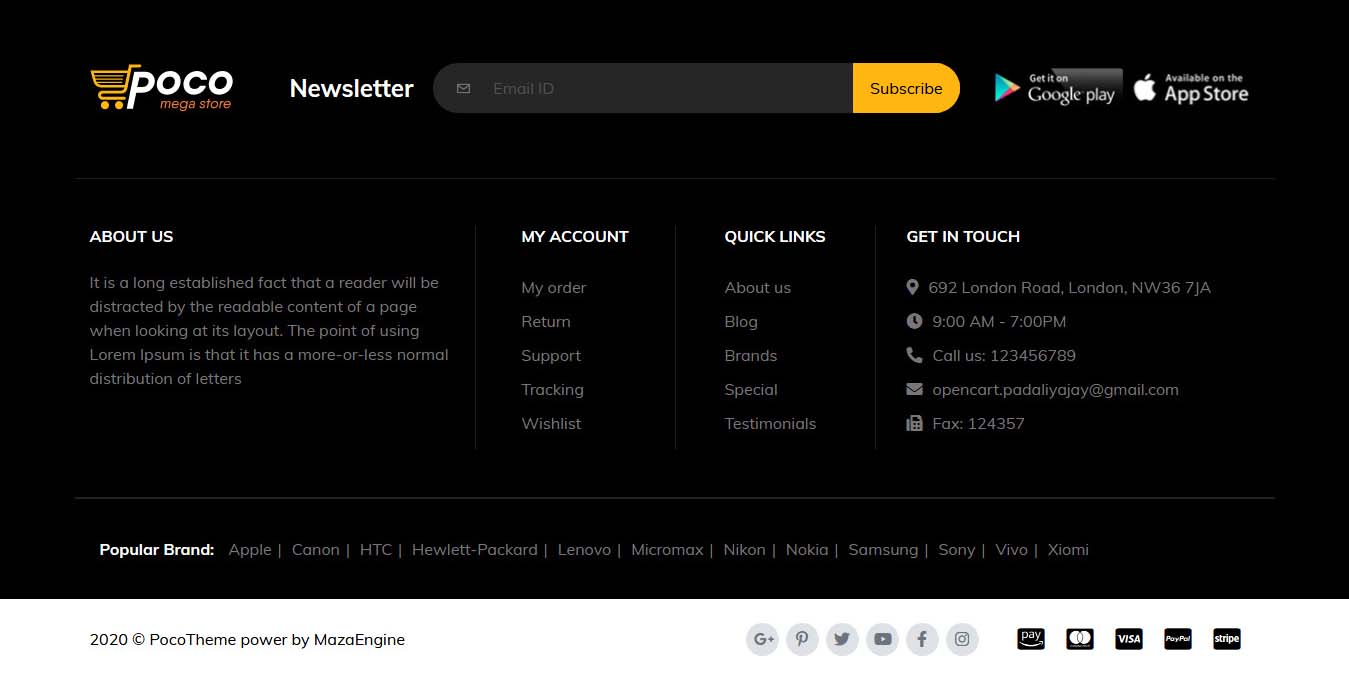 poco
mega store
Newsletter
Email ID
Subscribe
Get it on
Google play
Available on the
App Store
ABOUT US
It is a long established fact that a reader will be
distracted by the readable content of a page
when looking at its layout. The point of using
Lorem Ipsum is that it has a more-or-less normal
distribution of letters
MY ACCOUNT
My order
Return
Support
Tracking
Wishlist
QUICK LINKS
About us
Blog
Brands
Special
Testimonials
GET IN TOUCH
692 London Road, London, NW36 7JA
9:00 AM - 7:00PM
Call us: 123456789
opencart.padaliyajay@gmail.com
Fax: 124357
Popular Brand: Apple | Canon | HTC | Hewlett-Packard | Lenovo | Micromax | Nikon | Nokia | Samsung | Sony | Vivo | Xiomi
2020 © PocoTheme power by MazaEngine
G+
pay
VISA
PayPal
stripe